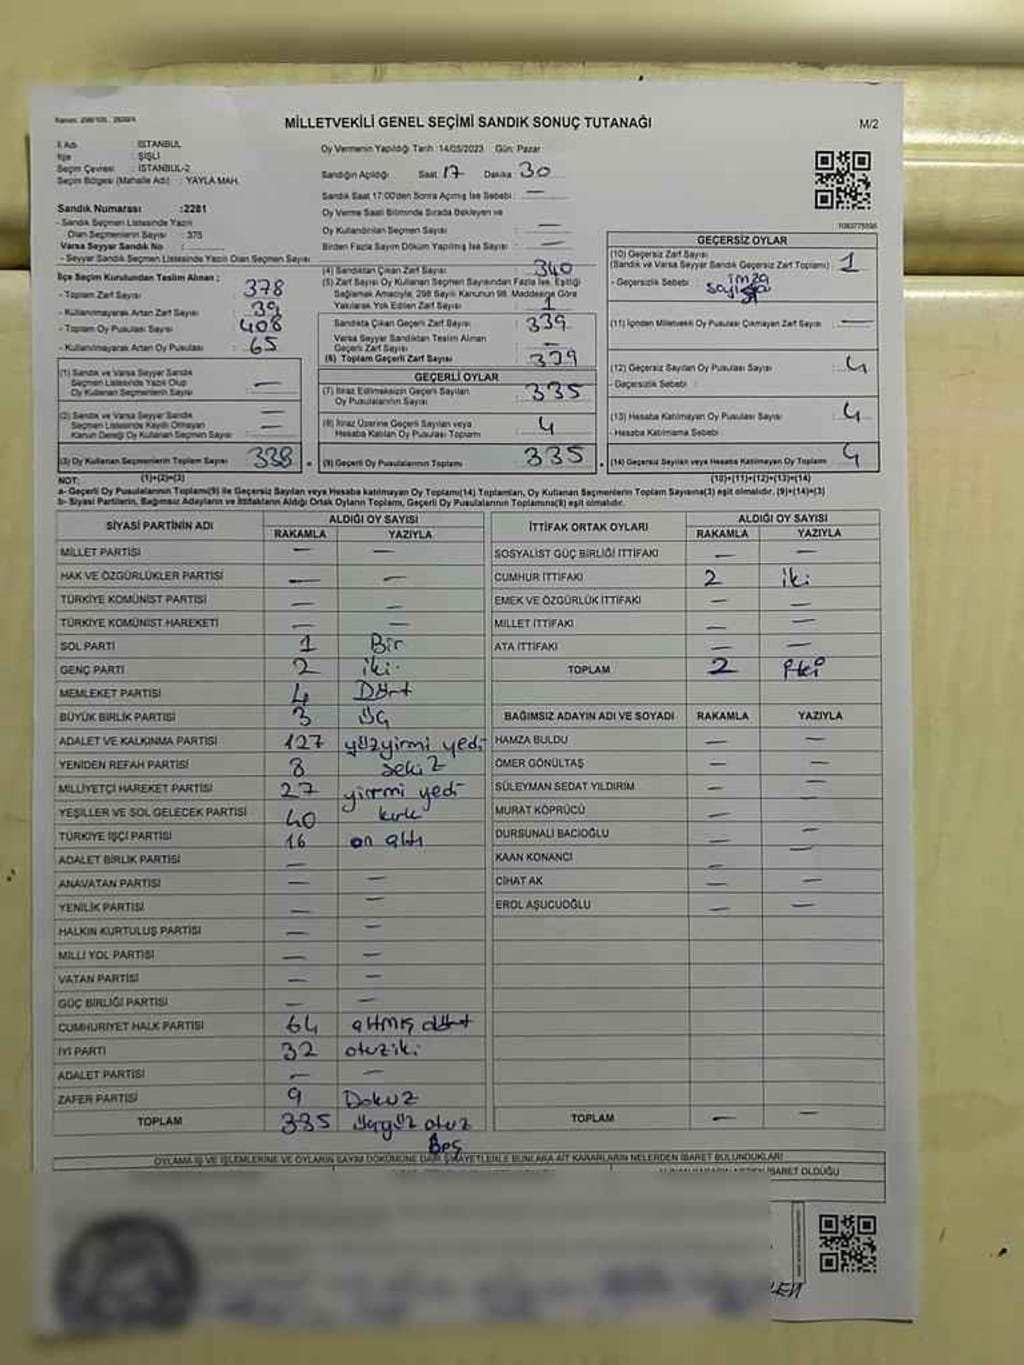 Kanun: 298/105, 2839/4
MİLLETVEKİLİ GENEL SEÇİMİ SANDIK SONUÇ TUTANAĞI
M/2
İl Adı : İSTANBUL
İlçe : ŞİŞLİ
Seçim Çevresi : İSTANBUL-2
Seçim Bölgesi (Mahalle Adı) : YAYLA MAH.
Oy Vermenin Yapıldığı Tarih :14/05/2023 Gün: Pazar
Sandığın Açıldığı Saat 17 Dakika 30
Sandık Saat 17:00'den Sonra Açılmış İse Sebebi : —
Oy Verme Saati Bitiminde Sırada Bekleyen ve
Oy Kullandırılan Seçmen Sayısı : —
Birden Fazla Sayım Döküm Yapılmış İse Sayısı : —
Sandık Numarası :2281
- Sandık Seçmen Listesinde Yazılı
Olan Seçmenlerin Sayısı : 375
Varsa Seyyar Sandık No :
- Seyyar Sandık Seçmen Listesinde Yazılı Olan Seçmen Sayısı :
İlçe Seçim Kurulundan Teslim Alınan ;
- Toplam Zarf Sayısı : 378
- Kullanılmayarak Artan Zarf Sayısı : 39
- Toplam Oy Pusulası Sayısı : 408
- Kullanılmayarak Artan Oy Pusulası : 65
(1) Sandık ve Varsa Seyyar Sandık
Seçmen Listesinde Yazılı Olup
Oy Kullanan Seçmenlerin Sayısı : —
(2) Sandık ve Varsa Seyyar Sandık
Seçmen Listesinde Kayıtlı Olmayan
Kanun Gereği Oy Kullanan Seçmen Sayısı : —
(3) Oy Kullanan Seçmenlerin Toplam Sayısı : 338
(1)+(2)=(3)
(4) Sandıktan Çıkan Zarf Sayısı : 340
(5) Zarf Sayısı Oy Kullanan Seçmen Sayısından Fazla İse, Eşitliği
Sağlamak Amacıyla, 298 Sayılı Kanunun 98. Maddesine Göre
Yakılarak Yok Edilen Zarf Sayısı : 1
Sandıkta Çıkan Geçerli Zarf Sayısı : 339
Varsa Seyyar Sandıktan Teslim Alınan
Geçerli Zarf Sayısı : —
(6) Toplam Geçerli Zarf Sayısı : 339
GEÇERLİ OYLAR
(7) İtiraz Edilmeksizin Geçerli Sayılan
Oy Pusulalarının Sayısı : 335
(8) İtiraz Üzerine Geçerli Sayılan veya
Hesaba Katılan Oy Pusulası Toplamı : 4
(9) Geçerli Oy Pusulalarının Toplamı : 335
1083775595
GEÇERSİZ OYLAR
(10) Geçersiz Zarf Sayısı
(Sandık ve Varsa Seyyar Sandık Geçersiz Zarf Toplamı) : 1
- Geçersizlik Sebebi : imza
(11) İçinden Milletvekili Oy Pusulası Çıkmayan Zarf Sayısı : —
(12) Geçersiz Sayılan Oy Pusulası Sayısı : 4
- Geçersizlik Sebebi :
(13) Hesaba Katılmayan Oy Pusulası Sayısı : 4
- Hesaba Katılmama Sebebi :
(14) Geçersiz Sayılan veya Hesaba Katılmayan Oy Pusulası Toplamı : 4
(10)+(11)+(12)+(13)=(14)
NOT:
a- Geçerli Oy Pusulalarının Toplamı(9) ile Geçersiz Sayılan veya Hesaba katılmayan Oy Toplamı(14) Toplamları, Oy Kullanan Seçmenlerin Toplam Sayısına(3) eşit olmalıdır. (9)+(14)=(3)
b- Siyasi Partilerin, Bağımsız Adayların ve İttifakların Aldığı Ortak Oyların Toplamı, Geçerli Oy Pusulalarının Toplamına(9) eşit olmalıdır.
SİYASİ PARTİNİN ADI ALDIĞI OY SAYISI
RAKAMLA YAZIYLA
MİLLET PARTİSİ — —
HAK VE ÖZGÜRLÜKLER PARTİSİ — —
TÜRKİYE KOMÜNİST PARTİSİ — —
TÜRKİYE KOMÜNİST HAREKETİ — —
SOL PARTİ 1 Bir
GENÇ PARTİ 2 iki
MEMLEKET PARTİSİ 4 Dört
BÜYÜK BİRLİK PARTİSİ 3 üç
ADALET VE KALKINMA PARTİSİ 127 yüzyirmi yedi
YENİDEN REFAH PARTİSİ 8 sekiz
MİLLİYETÇİ HAREKET PARTİSİ 27 yirmi yedi
YEŞİLLER VE SOL GELECEK PARTİSİ 40 kırk
TÜRKİYE İŞÇİ PARTİSİ 16 on altı
ADALET BİRLİK PARTİSİ —
ANAVATAN PARTİSİ — —
YENİLİK PARTİSİ — —
HALKIN KURTULUŞ PARTİSİ — —
MİLLİ YOL PARTİSİ — —
VATAN PARTİSİ — —
GÜÇ BİRLİĞİ PARTİSİ — —
CUMHURİYET HALK PARTİSİ 64 altmış dört
İYİ PARTİ 32 otuziki
ADALET PARTİSİ — —
ZAFER PARTİSİ 9 Dokuz
TOPLAM 335 üçyüz otuz
Beş
İTTİFAK ORTAK OYLARI ALDIĞI OY SAYISI
RAKAMLA YAZIYLA
SOSYALİST GÜÇ BİRLİĞİ İTTİFAKI — —
CUMHUR İTTİFAKI 2 iki
EMEK VE ÖZGÜRLÜK İTTİFAKI — —
MİLLET İTTİFAKI — —
ATA İTTİFAKI — —
TOPLAM 2 iki
BAĞIMSIZ ADAYIN ADI VE SOYADI RAKAMLA YAZIYLA
HAMZA BULDU — —
ÖMER GÖNÜLTAŞ — —
SÜLEYMAN SEDAT YILDIRIM — —
MURAT KÖPRÜCÜ —
DURSUNALİ BACIOĞLU — —
KAAN KONANCI — —
CİHAT AK — —
EROL AŞUCUOĞLU — —
TOPLAM — —
OYLAMA İŞ VE İŞLEMLERİNE VE OYLARIN SAYIM DÖKÜMÜNE DAİR ŞİKAYETLERLE BUNLARA AİT KARARLARIN NELERDEN İBARET BULUNDUKLARI
İBARET OLDUĞU